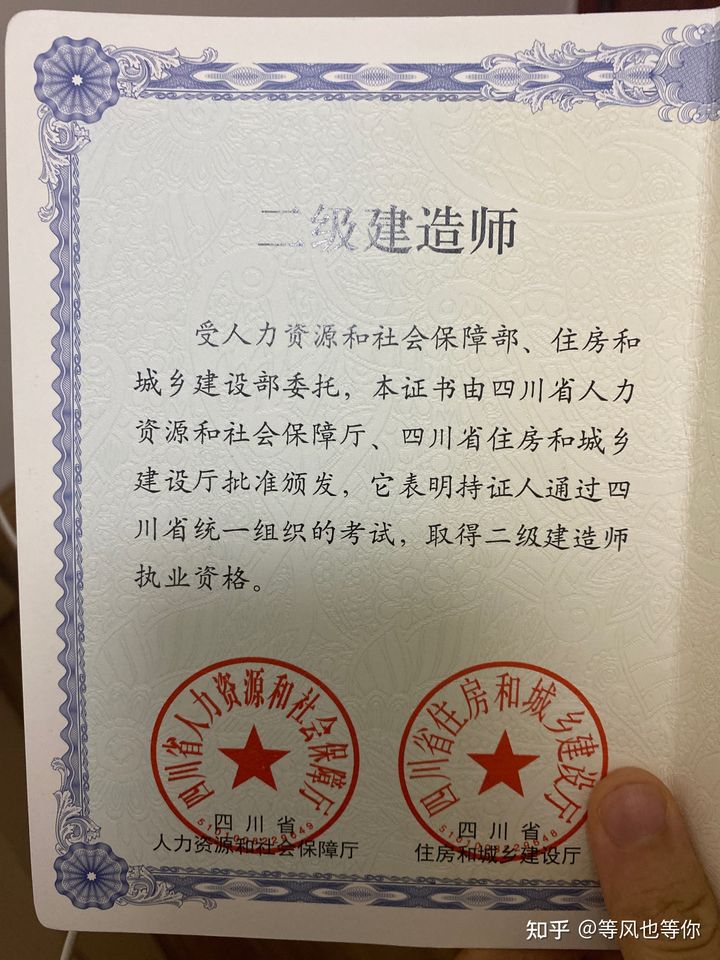 二级建造师
受人力资源和社会保障部、住房和
城乡建设部委托，本证书由四川省人力
资源和社会保障厅、四川省住房和城乡
建设厅批准颁发，它表明持证人通过四
川省统一组织的考试，取得二级建造师
执业资格。
四川省人力资源和社会保障厅
四川省住房和城乡建设厅
四川省
人力资源和社会保障厅
四川省
住房和城乡建设厅
知乎 @等风也等你